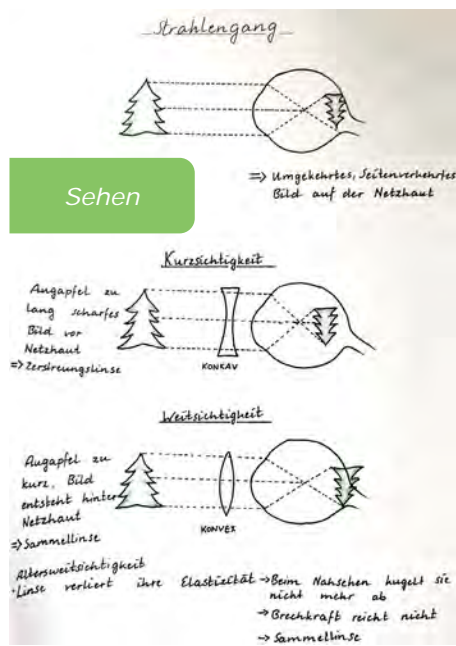 Strahlengang
=> Umgekehrtes, Seitenverkehrtes
Bild auf der Netzhaut
Sehen
Kurzsichtigkeit
Augapfel zu
lang scharfes
Bild vor
Netzhaut
=> Zerstreungslinse
KONKAV
Weitsichtigkeit
Augapfel zu
kurz, Bild
entsteht hinter
Netzhaut
=> Sammellinse
KONVEX
Altersweitsichtigkeit
· Linse verliert ihre Elastizität → Beim Nahsehen kugelt sie
nicht mehr ab
→ Brechkraft reicht nicht
→ Sammellinse